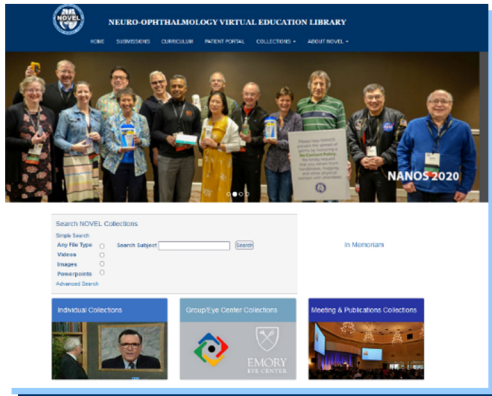 NOVEL
NEURO-OPHTHALMOLOGY VIRTUAL EDUCATION LIBRARY
HOME SUBMISSIONS CURRICULUM PATIENT PORTAL COLLECTIONS ABOUT NOVEL
NANOS 2020
Search NOVEL Collections
Simple Search
Any File Type Search Subject Search
Videos
Images
Powerpoints
Advanced Search
In Memoriam
Individual Collections
Group/Eye Center Collections
Meeting & Publications Collections
EMORY
EYE CENTER